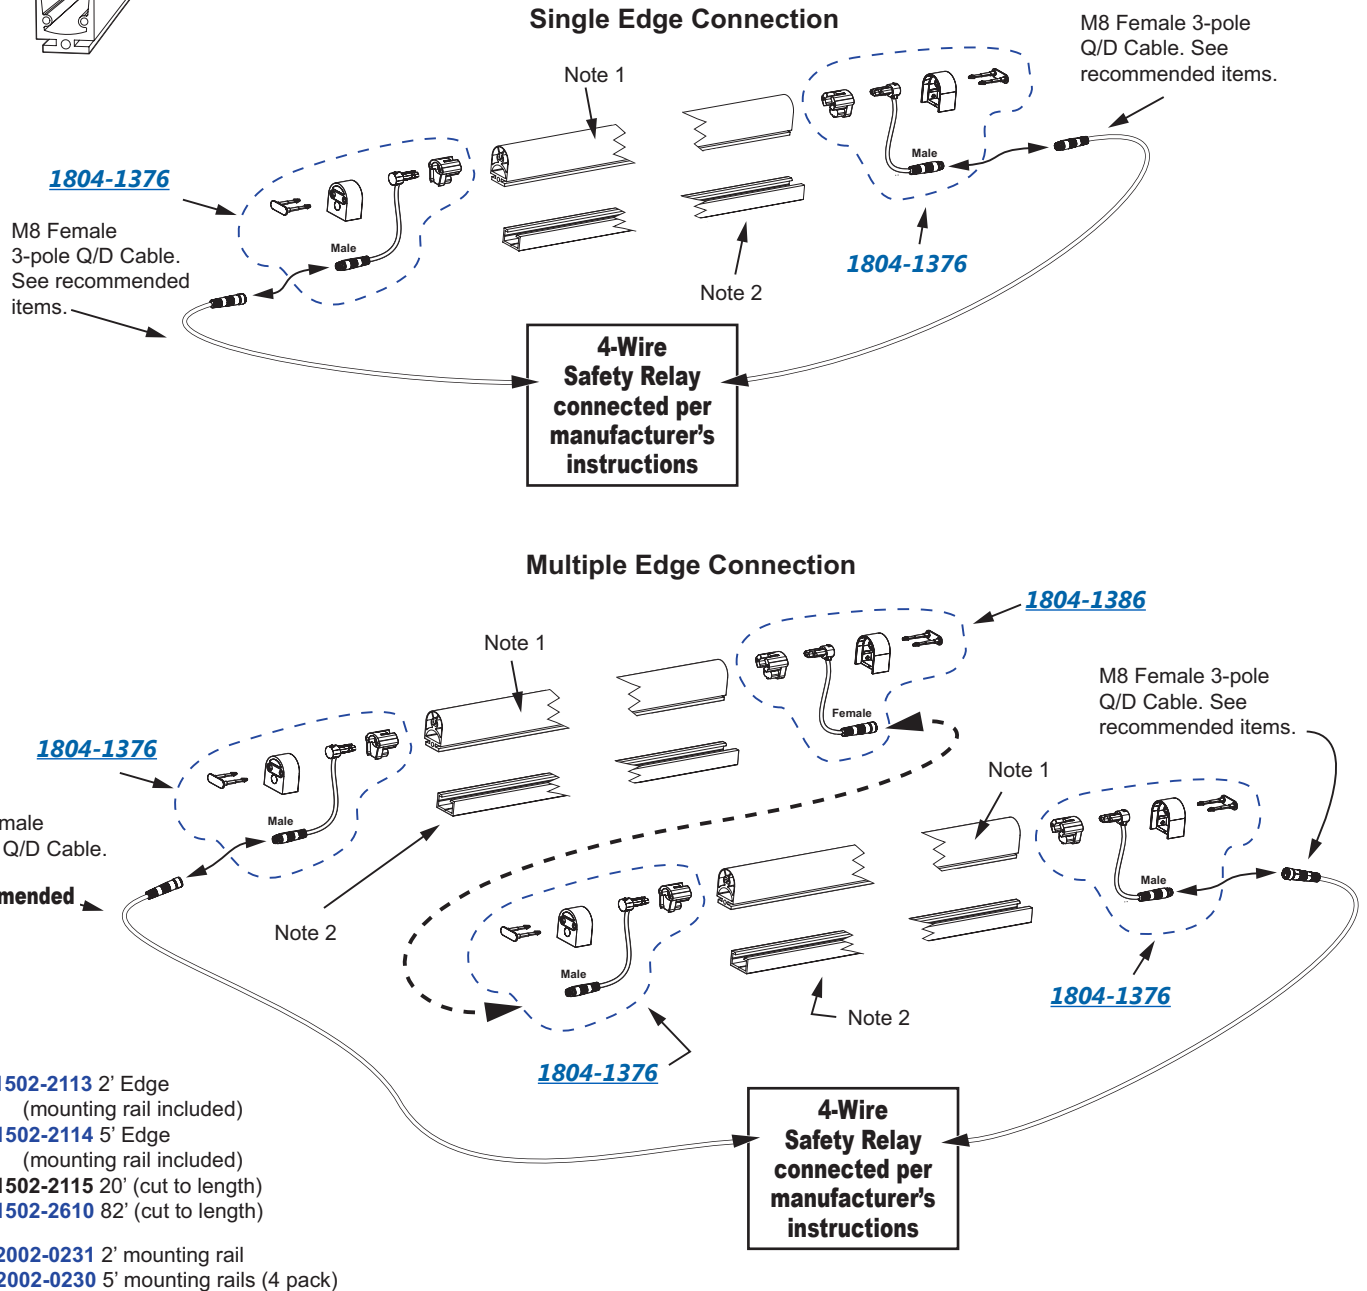 Single Edge Connection
M8 Female 3-pole
Q/D Cable. See
recommended items.
Note 1
Male
1804-1376
M8 Female
3-pole Q/D Cable.
See recommended
items.
Male
1804-1376
Note 2
4-Wire
Safety Relay
connected per
manufacturer's
instructions
Multiple Edge Connection
1804-1386
Note 1
M8 Female 3-pole
Q/D Cable. See
recommended items.
Female
1804-1376
Note 1
Male
male
Q/D Cable.
Male
mended
Note 2
Male
1804-1376
Note 2
1804-1376
1502-2113 2' Edge
(mounting rail included)
1502-2114 5' Edge
(mounting rail included)
1502-2115 20' (cut to length)
1502-2610 82' (cut to length)
4-Wire
Safety Relay
connected per
manufacturer's
instructions
2002-0231 2' mounting rail
2002-0230 5' mounting rails (4 pack)